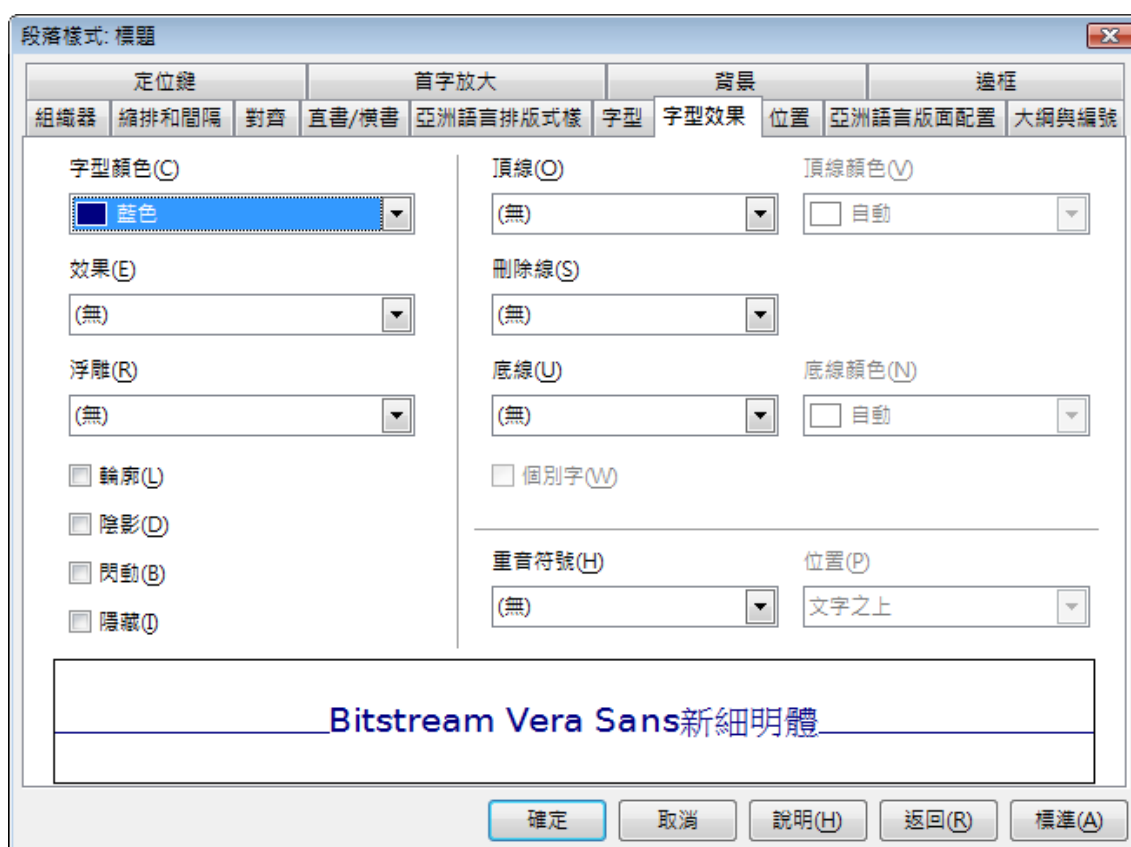 段落樣式: 標題
定位鍵 首字放大 背景 邊框
組織器 縮排和間隔 對齊 直書/橫書 亞洲語言排版式樣 字型 字型效果 位置 亞洲語言版面配置 大綱與編號
字型顏色(C) 頂線(O) 頂線顏色(V)
藍色 (無) 自動
效果(E) 刪除線(S)
(無) (無)
浮雕(R) 底線(U) 底線顏色(N)
(無) (無) 自動
輪廓(L) 個別字(W)
陰影(D)
重音符號(H) 位置(P)
閃動(B)
(無) 文字之上
隱藏(I)
Bitstream Vera Sans新細明體
確定 取消 說明(H) 返回(R) 標準(A)